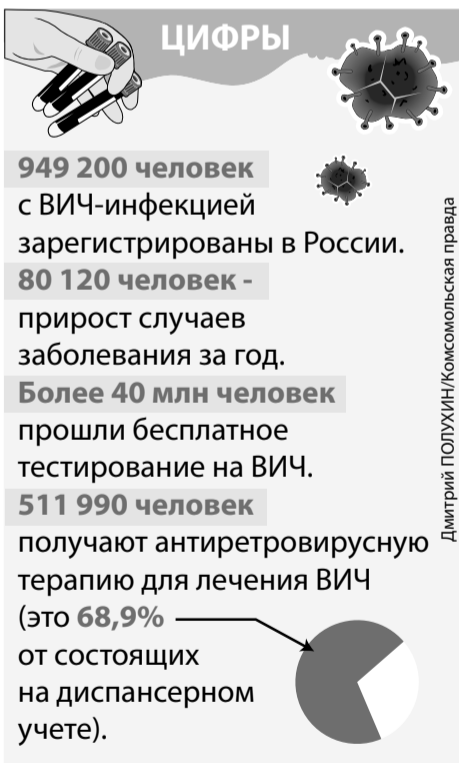 ЦИФРЫ
949 200 человек
с ВИЧ-инфекцией
зарегистрированы в России.
80 120 человек -
прирост случаев
заболевания за год.
Более 40 млн человек
прошли бесплатное
тестирование на ВИЧ.
511 990 человек
получают антиретровирусную
терапию для лечения ВИЧ
(это 68,9%
от состоящих
на диспансерном
учете).
Дмитрий ПОЛУХИН/Комсомольская правда